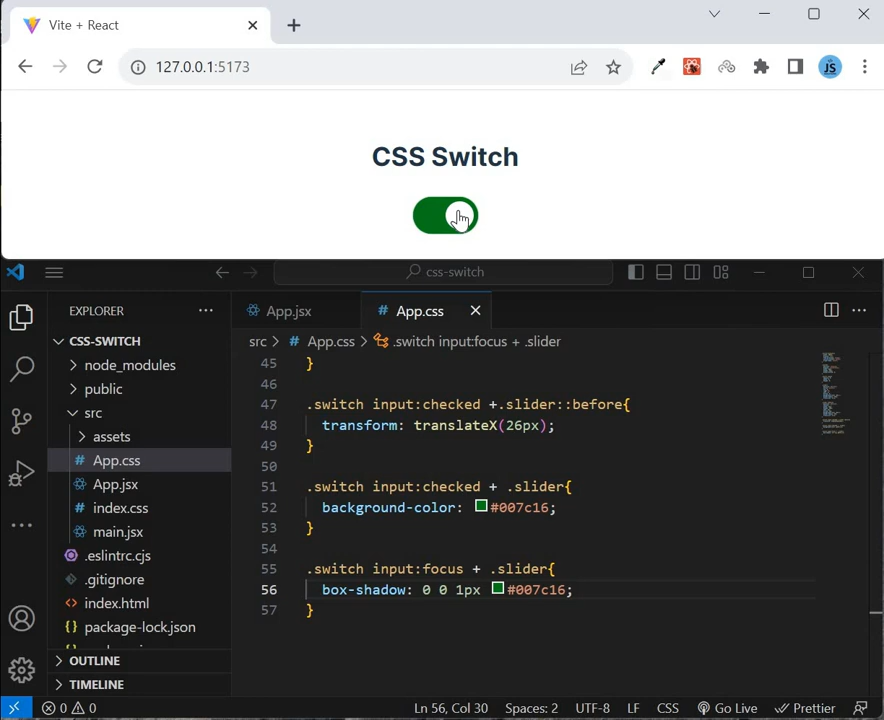 Vite + React
127.0.0.1:5173
JS
CSS Switch
css-switch
EXPLORER
App.jsx
# App.css
CSS-SWITCH
src > # App.css > .switch input:focus + .slider
node_modules
public
src
assets
# App.css
App.jsx
# index.css
main.jsx
.eslintrc.cjs
.gitignore
<> index.html
{} package-lock.json
OUTLINE
TIMELINE
45 }
46
47 .switch input:checked +.slider::before{
48 transform: translateX(26px);
49 }
50
51 .switch input:checked + .slider{
52 background-color: #007c16;
53 }
54
55 .switch input:focus + .slider{
56 box-shadow: 0 0 1px #007c16;
57 }
0 0
Ln 56, Col 30 Spaces: 2 UTF-8 LF CSS Go Live Prettier